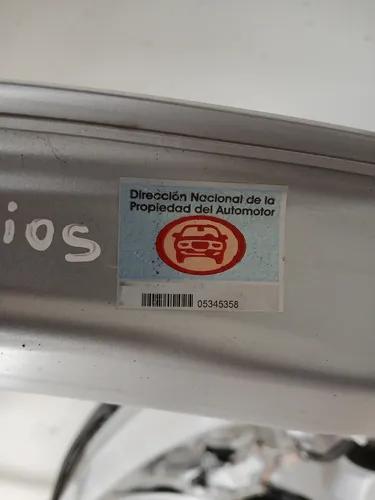 Dirección Nacional de la
Propiedad del Automotor
ios
05345358